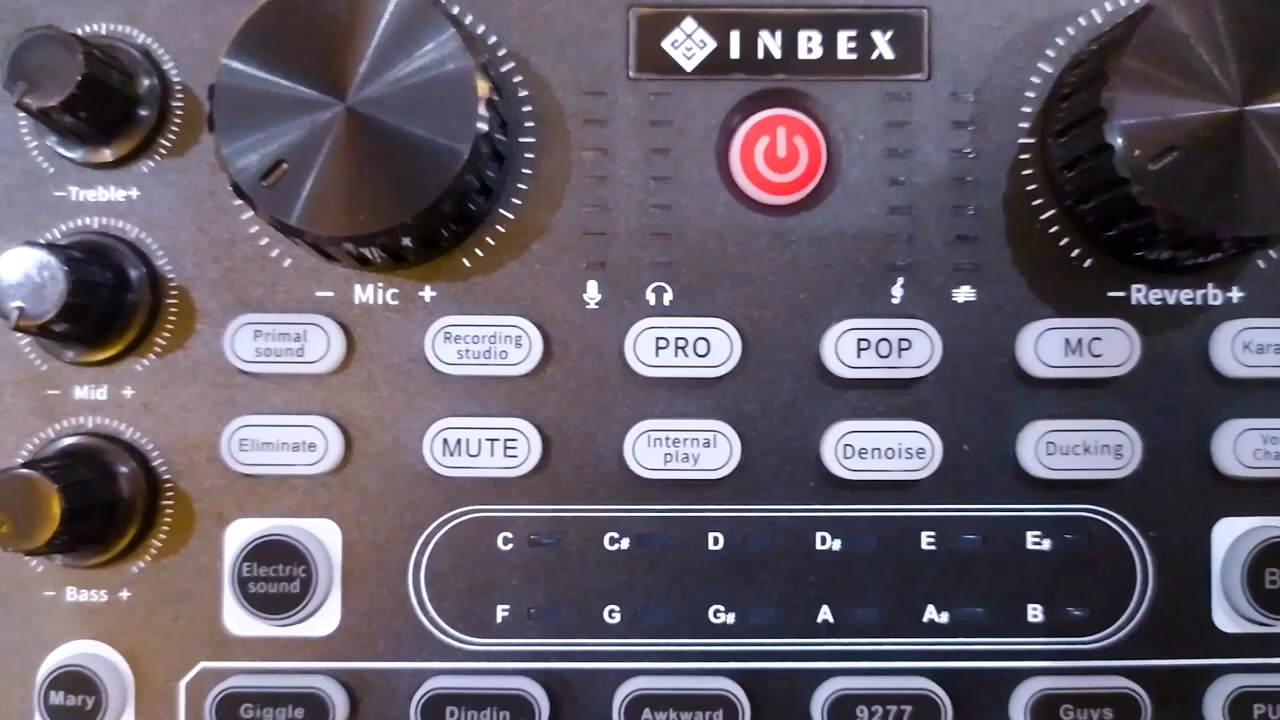 INBEX
−Treble+
− Mic +
−Reverb+
Primal
sound
Recording
studio
PRO
POP
MC
− Mid +
Eliminate
MUTE
Internal
play
Denoise
Ducking
C C# D D# E E#
Electric
sound
− Bass +
F G G# A A# B
Mary
Giggle
Dindin
Awkward
9277
Guys